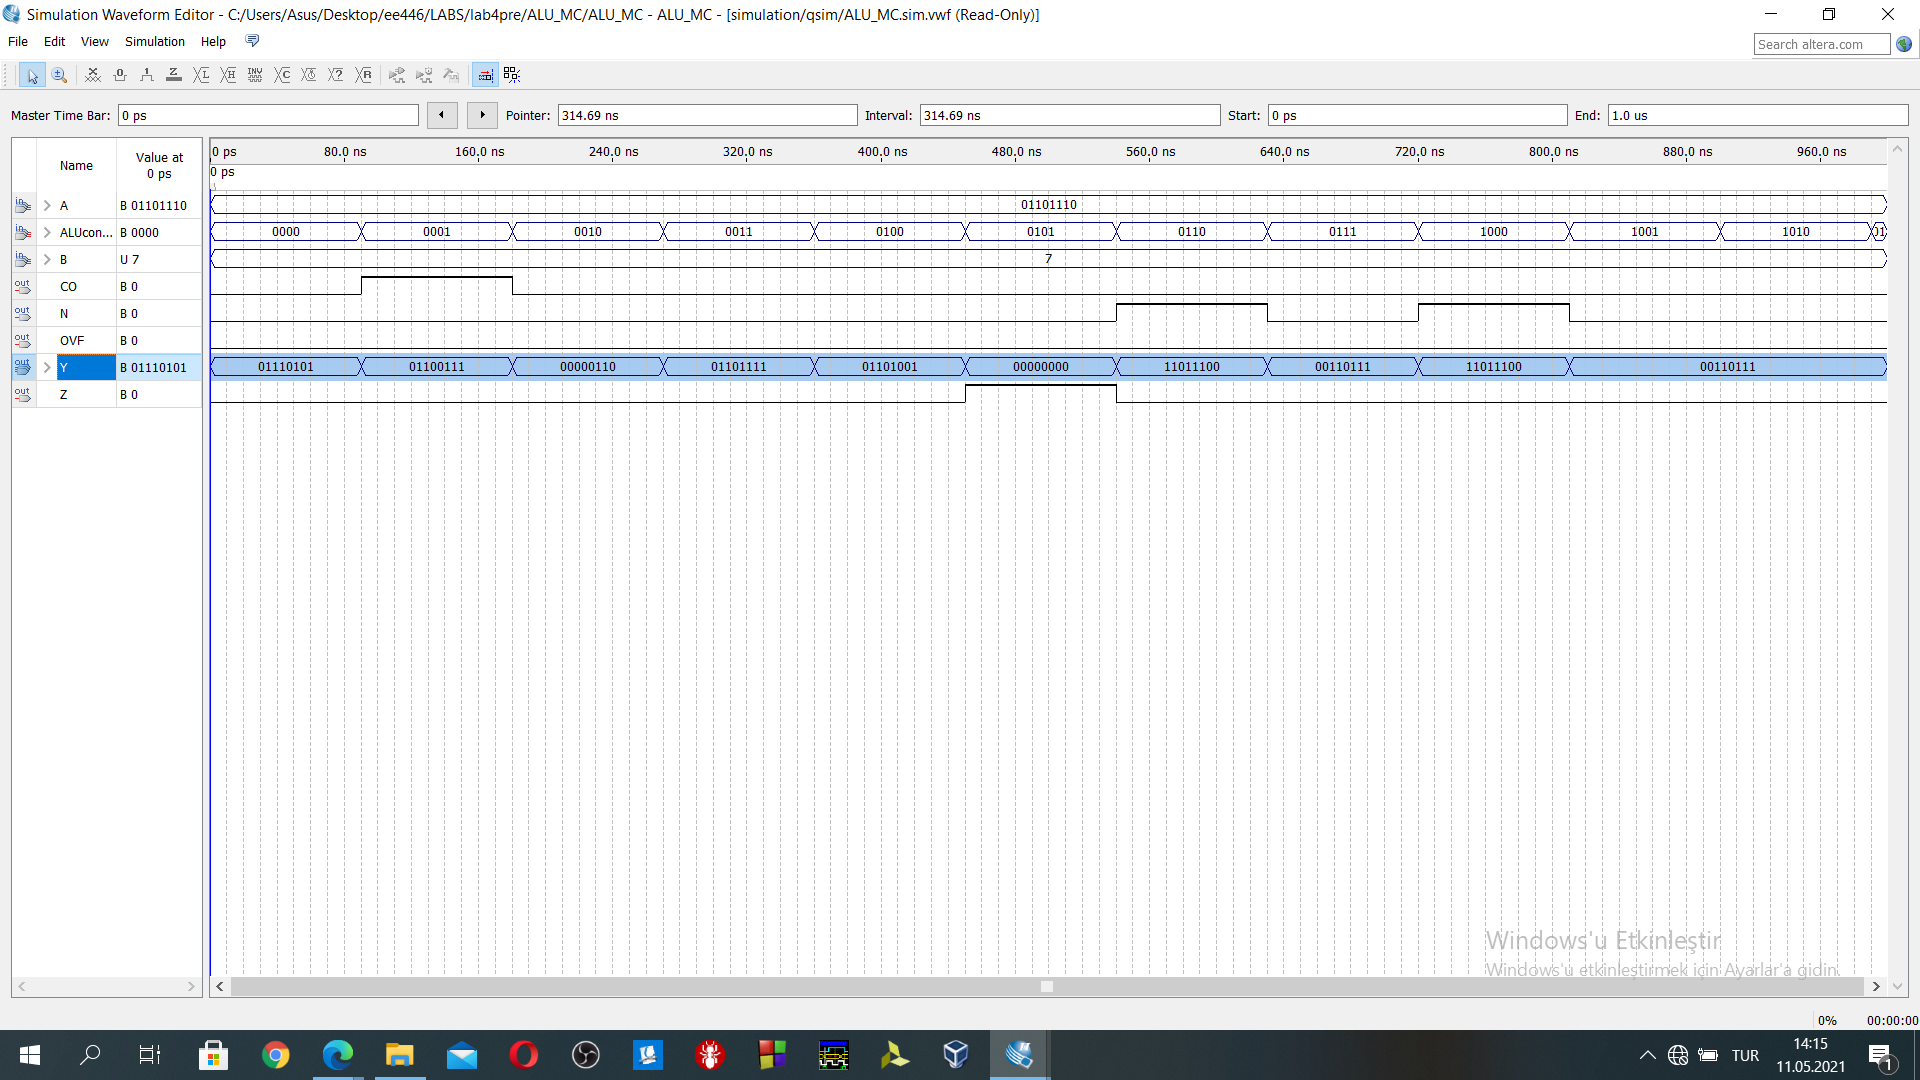 Simulation Waveform Editor - C:/Users/Asus/Desktop/ee446/LABS/lab4pre/ALU_MC/ALU_MC - ALU_MC - [simulation/qsim/ALU_MC.sim.vwf (Read-Only)]
File Edit View Simulation Help
Search altera.com
Master Time Bar: 0 ps Pointer: 314.69 ns Interval: 314.69 ns Start: 0 ps End: 1.0 us
Name Value at 0 ps
0 ps 80.0 ns 160.0 ns 240.0 ns 320.0 ns 400.0 ns 480.0 ns 560.0 ns 640.0 ns 720.0 ns 800.0 ns 880.0 ns 960.0 ns
0 ps
A B 01101110 01101110
ALUcon... B 0000 0000 0001 0010 0011 0100 0101 0110 0111 1000 1001 1010
B U 7 7
CO B 0
N B 0
OVF B 0
Y B 01110101 01110101 01100111 00000110 01101111 01101001 00000000 11011100 00110111 11011100 00110111
Z B 0
Windows'u Etkinleştir
Windows'u etkinleştirmek için Ayarlar'a gidin.
0% 00:00:00
TUR
14:15
11.05.2021
1